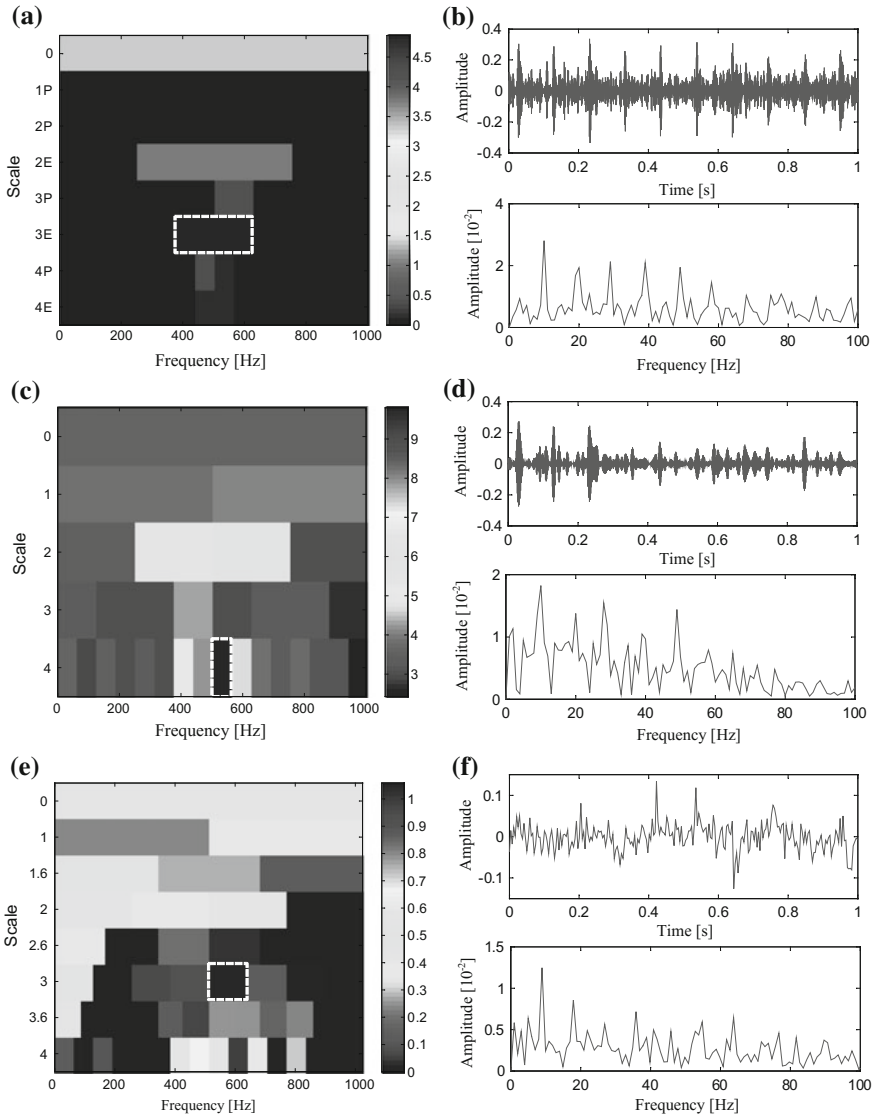 (a)
Scale
0
1P
2P
2E
3P
3E
4P
4E
0 200 400 600 800 1000
Frequency [Hz]
4.5
4
3.5
3
2.5
2
1.5
1
0.5
(b)
Amplitude
0.4
0.2
0
-0.2
-0.4
0 0.2 0.4 0.6 0.8 1
Time [s]
Amplitude [10-2]
4
2
0
0 20 40 60 80 100
Frequency [Hz]
(c)
Scale
0
1
2
3
4
0 200 400 600 800 1000
Frequency [Hz]
9
8
7
6
5
4
3
(d)
Amplitude
0.4
0.2
0
-0.2
-0.4
0 0.2 0.4 0.6 0.8 1
Time [s]
Amplitude [10-2]
2
1
0
0 20 40 60 80 100
Frequency [Hz]
(e)
Scale
0
1
1.6
2
2.6
3
3.6
4
0 200 400 600 800 1000
Frequency [Hz]
1
0.9
0.8
0.7
0.6
0.5
0.4
0.3
0.2
0.1
0
(f)
Amplitude
0.1
0
-0.1
0 0.2 0.4 0.6 0.8 1
Time [s]
Amplitude [10-2]
1.5
1
0.5
0
0 20 40 60 80 100
Frequency [Hz]